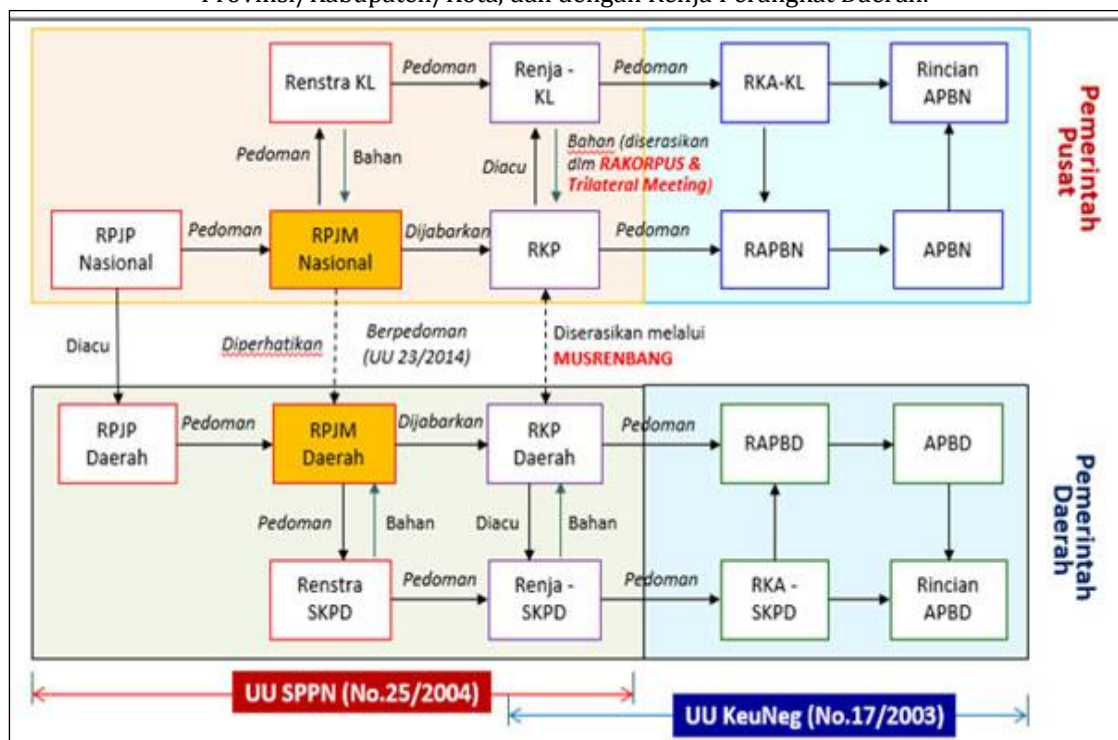 Provinsi/Kabupaten/Kota, dan dengan Renja Perangkat Daerah.
Renstra KL
Pedoman
Renja -
KL
Pedoman
RKA-KL
Rincian
APBN
Pedoman
Bahan
Diacu
Bahan (diserasikan
dlm RAKORPUS &
Trilateral Meeting)
RPJP
Nasional
Pedoman
RPJM
Nasional
Dijabarkan
RKP
Pedoman
RAPBN
APBN
Pemerintah
Pusat
Diacu
Diperhatikan
Berpedoman
(UU 23/2014)
Diserasikan melalui
MUSRENBANG
RPJP
Daerah
Pedoman
RPJM
Daerah
Dijabarkan
RKP
Daerah
Pedoman
RAPBD
APBD
Pedoman
Bahan
Diacu
Bahan
Renstra
SKPD
Pedoman
Renja -
SKPD
Pedoman
RKA -
SKPD
Rincian
APBD
Pemerintah
Daerah
UU SPPN (No.25/2004)
UU KeuNeg (No.17/2003)